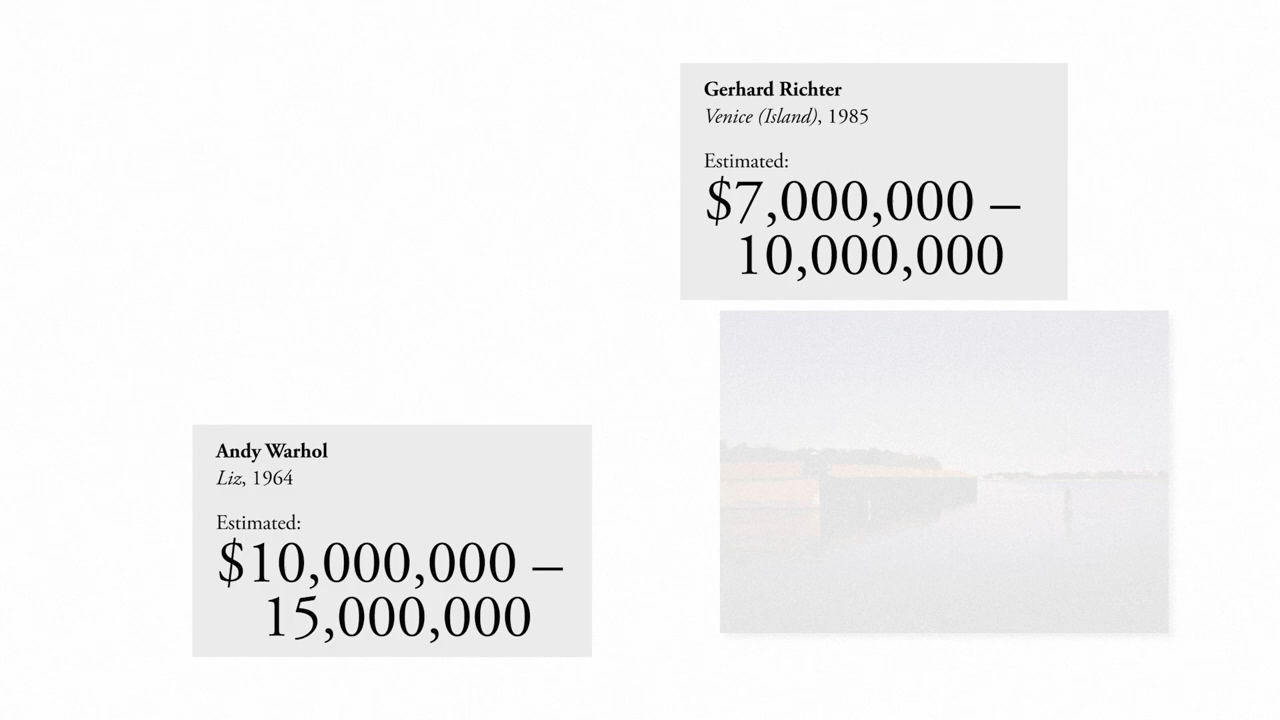 Gerhard Richter
Venice (Island), 1985
Estimated:
$7,000,000 –
10,000,000
Andy Warhol
Liz, 1964
Estimated:
$10,000,000 –
15,000,000